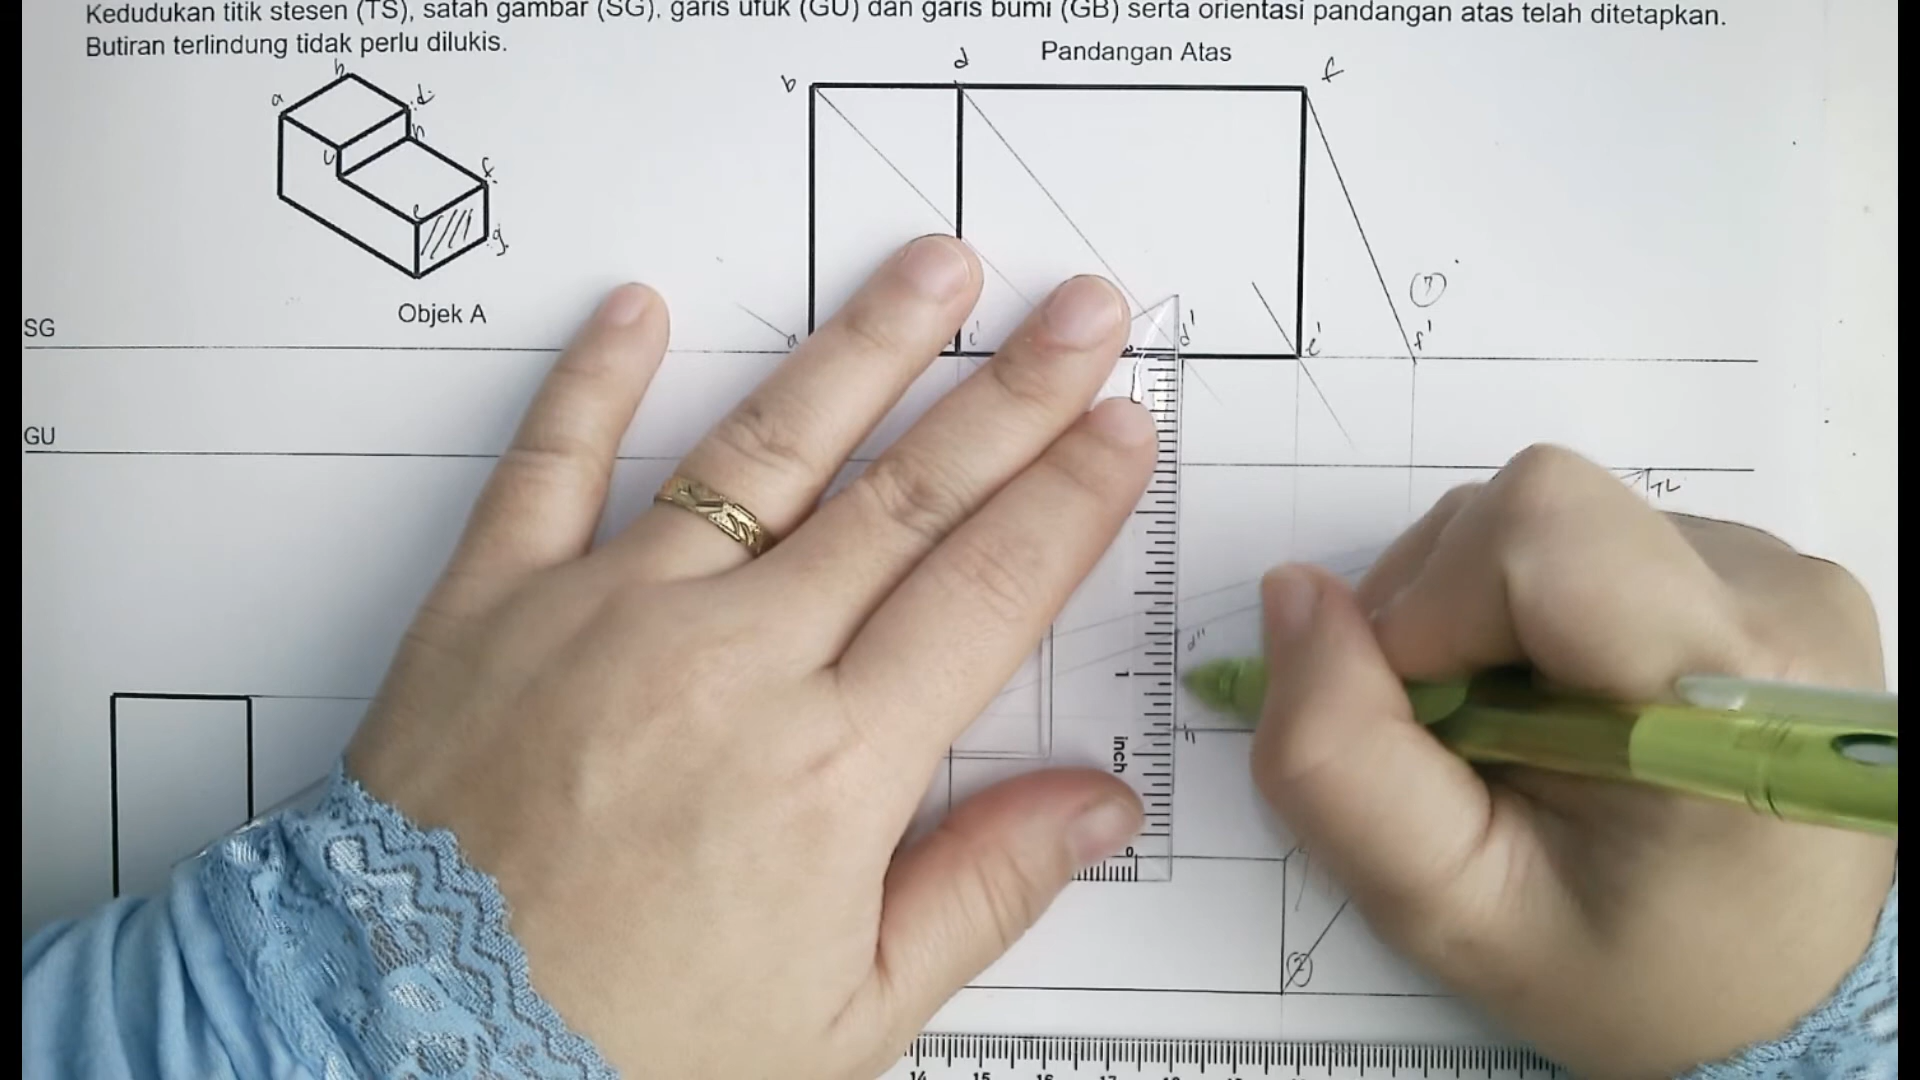 Kedudukan titik stesen (TS), satah gambar (SG), garis ufuk (GU) dan garis bumi (GB) serta orientasi pandangan atas telah ditetapkan.
Butiran terlindung tidak perlu dilukis.
Pandangan Atas
b d f
b
a d
h
f
e
g
Objek A
SG
a c' d' e' f'
GU
TL
d"
h
1
inch
0
2
14 15 16 17 18